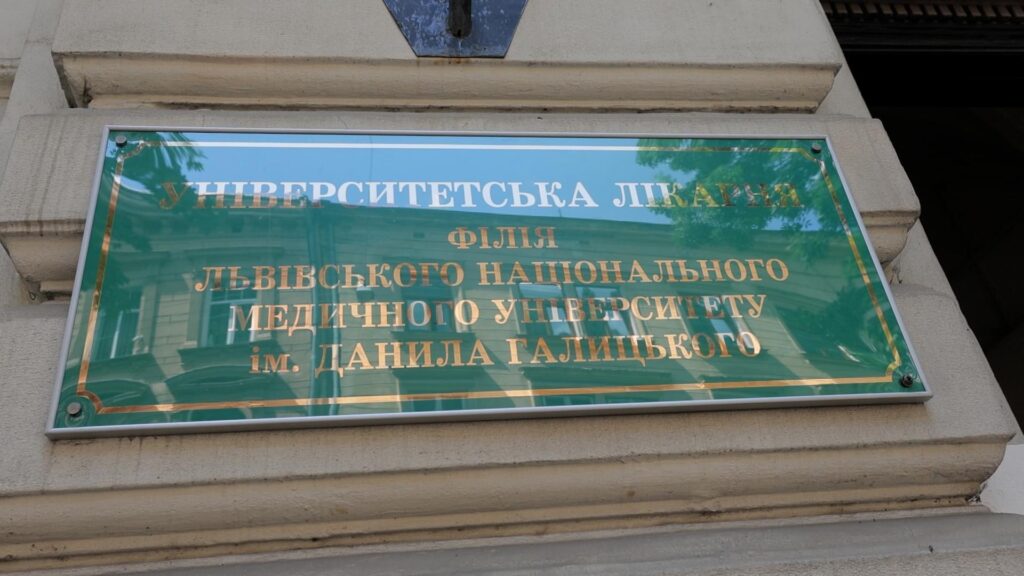 УНІВЕРСИТЕТСЬКА ЛІКАРНЯ
ФІЛІЯ
ЛЬВІВСЬКОГО НАЦІОНАЛЬНОГО
МЕДИЧНОГО УНІВЕРСИТЕТУ
ім. ДАНИЛА ГАЛИЦЬКОГО